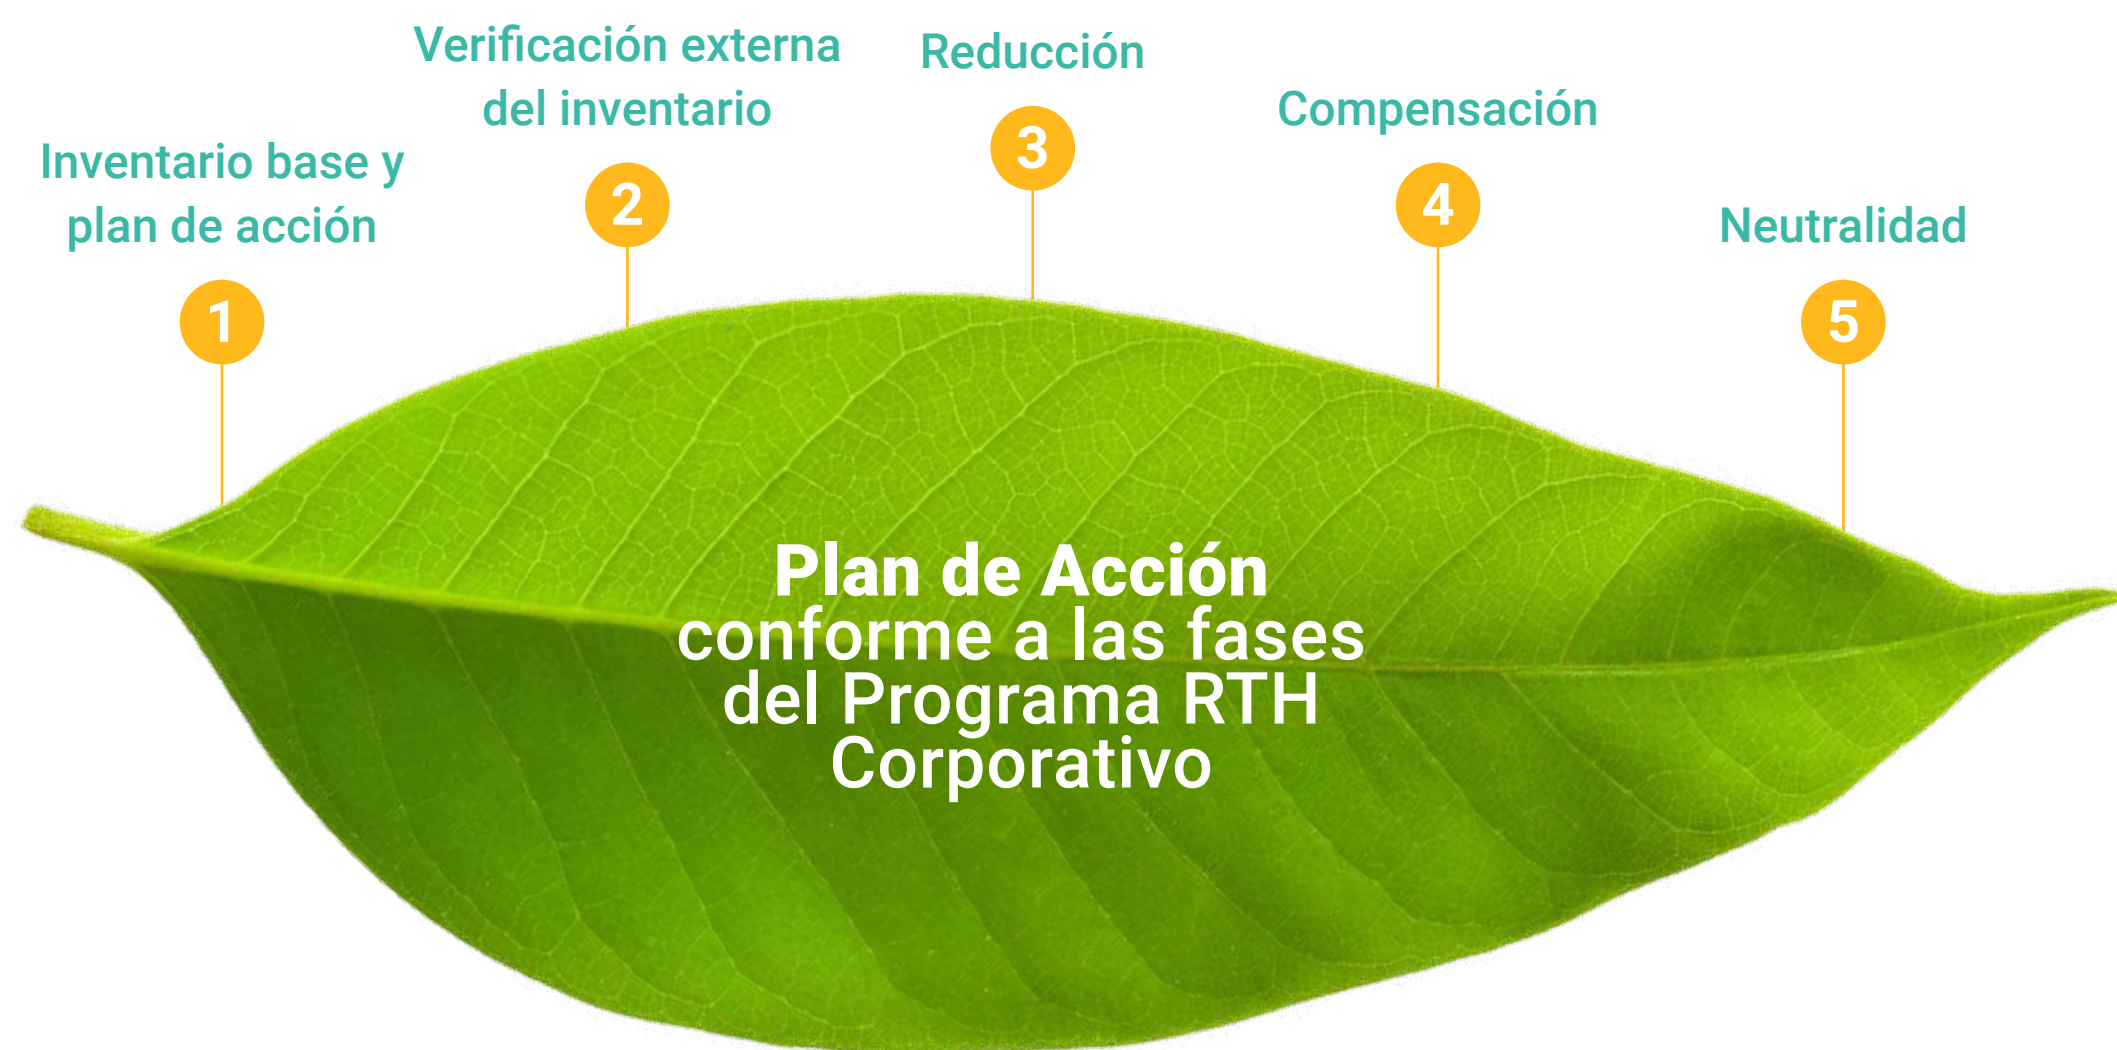 Inventario base y
plan de acción
1
Verificación externa
del inventario
2
Reducción
3
Compensación
4
Neutralidad
5
Plan de Acción
conforme a las fases
del Programa RTH
Corporativo